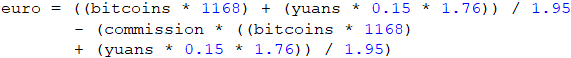 euro = ((bitcoins * 1168) + (yuans * 0.15 * 1.76)) / 1.95
- (commission * ((bitcoins * 1168)
+ (yuans * 0.15 * 1.76)) / 1.95)